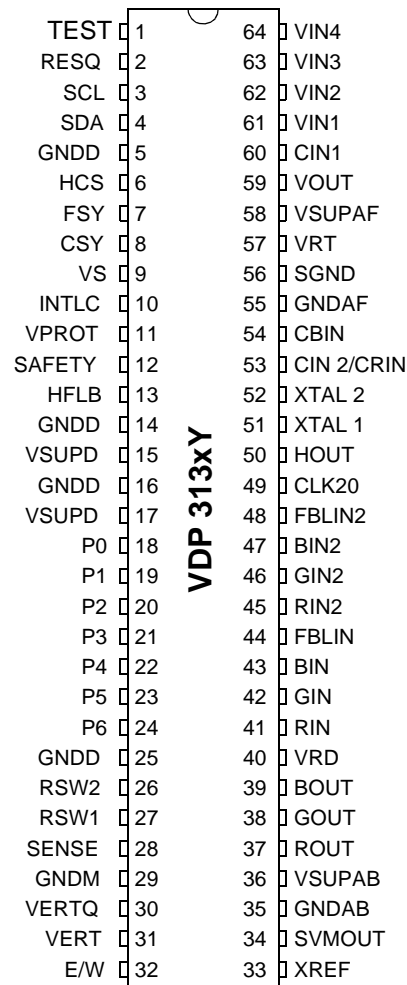 TEST 1 64 VIN4
RESQ 2 63 VIN3
SCL 3 62 VIN2
SDA 4 61 VIN1
GNDD 5 60 CIN1
HCS 6 59 VOUT
FSY 7 58 VSUPAF
CSY 8 57 VRT
VS 9 56 SGND
INTLC 10 55 GNDAF
VPROT 11 54 CBIN
SAFETY 12 53 CIN 2/CRIN
HFLB 13 52 XTAL 2
GNDD 14 51 XTAL 1
VSUPD 15 50 HOUT
GNDD 16 49 CLK20
VSUPD 17 48 FBLIN2
P0 18 47 BIN2
P1 19 46 GIN2
P2 20 45 RIN2
P3 21 44 FBLIN
P4 22 43 BIN
P5 23 42 GIN
P6 24 41 RIN
GNDD 25 40 VRD
RSW2 26 39 BOUT
RSW1 27 38 GOUT
SENSE 28 37 ROUT
GNDM 29 36 VSUPAB
VERTQ 30 35 GNDAB
VERT 31 34 SVMOUT
E/W 32 33 XREF
VDP 313xY